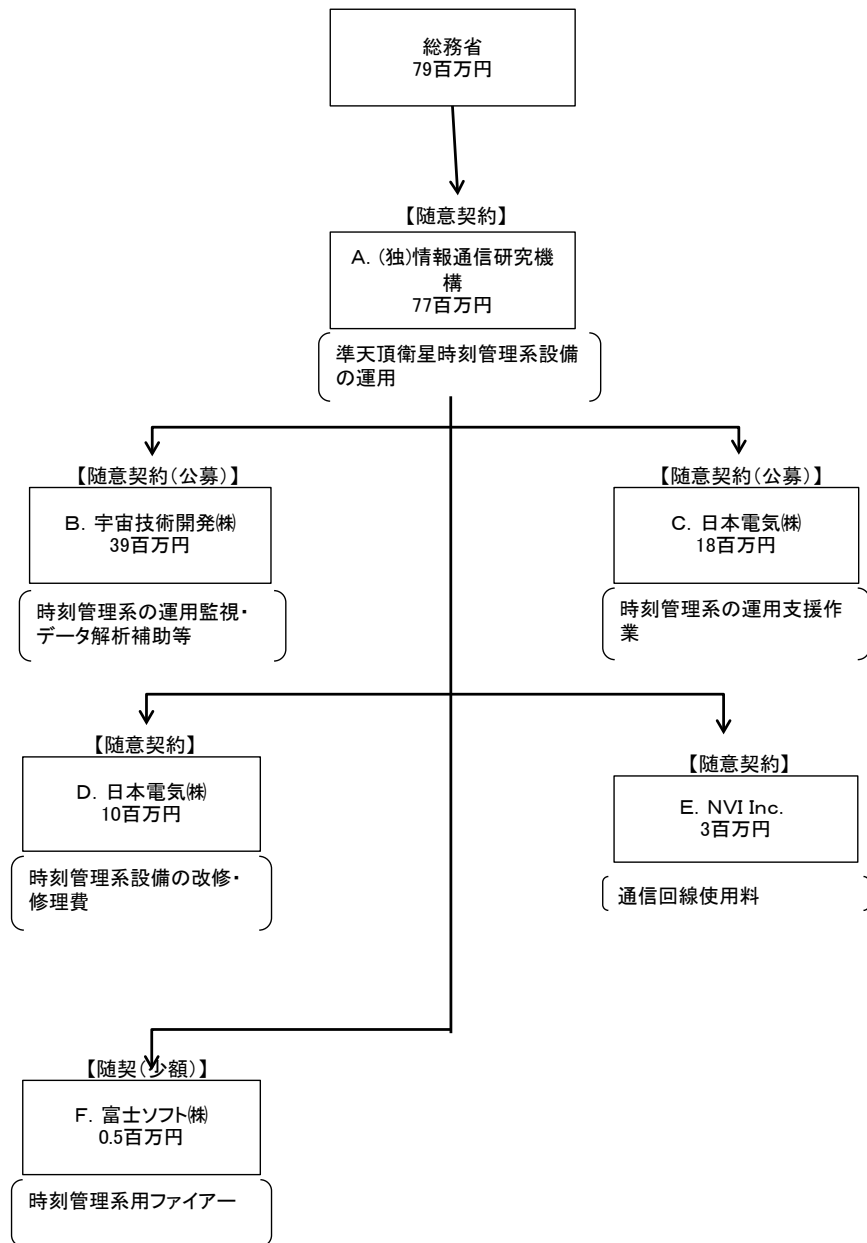 総務省
79百万円
【随意契約】
A. (独)情報通信研究機
構
77百万円
準天頂衛星時刻管理系設備
の運用
【随意契約(公募)】
B. 宇宙技術開発㈱
39百万円
時刻管理系の運用監視・
データ解析補助等
【随意契約(公募)】
C. 日本電気㈱
18百万円
時刻管理系の運用支援作
業
【随意契約】
D. 日本電気㈱
10百万円
時刻管理系設備の改修・
修理費
【随意契約】
E. NVI Inc.
3百万円
通信回線使用料
【随契(少額)】
F. 富士ソフト㈱
0.5百万円
時刻管理系用ファイアー